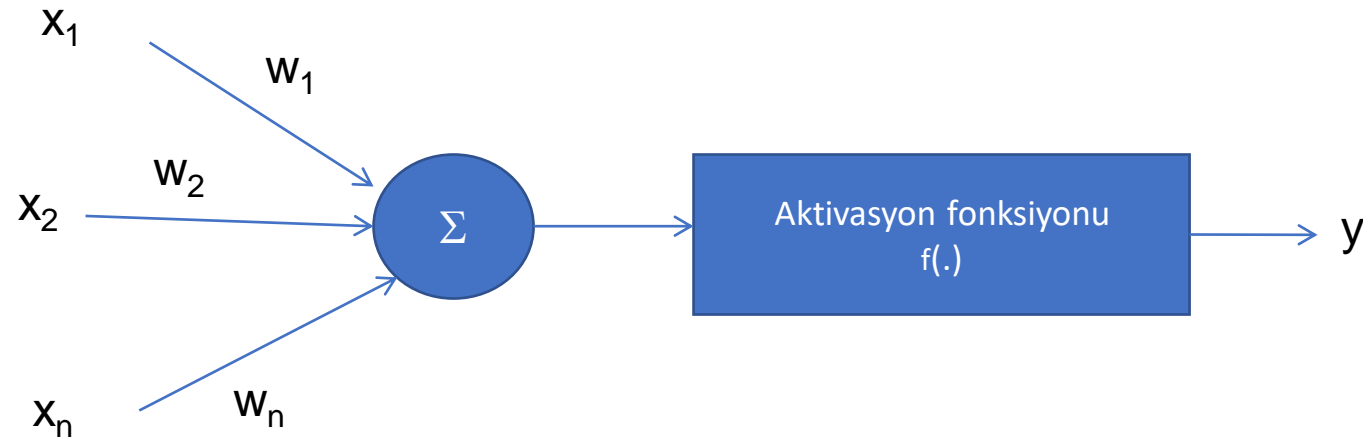 x₁
w₁
w₂
x₂
Σ
Aktivasyon fonksiyonu
f(.)
y
wₙ
xₙ